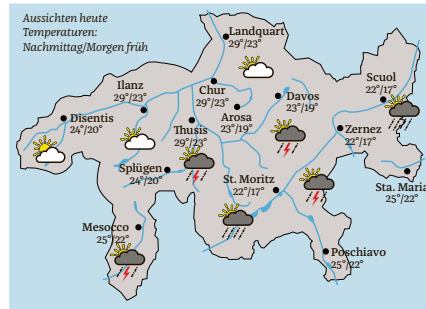 Aussichten heute
Temperaturen:
Nachmittag/Morgen früh
Landquart
29°/23°
Scuol
22°/17°
Ilanz
29°/23°
Chur
29°/23°
Davos
23°/19°
Disentis
24°/20°
Arosa
23°/19°
Thusis
29°/23°
Zernez
22°/17°
Splügen
24°/20°
St. Moritz
22°/17°
Sta. Maria
25°/22°
Mesocco
25°/22°
Poschiavo
25°/22°